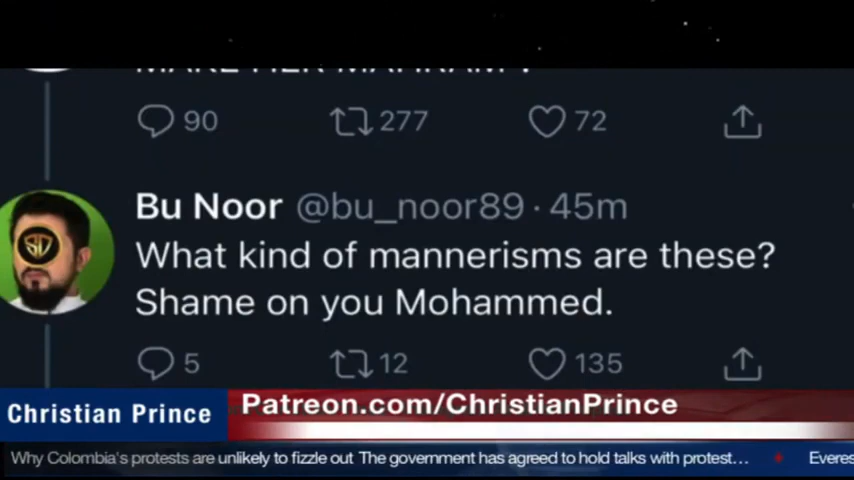 90 277 72
Bu Noor @bu_noor89 · 45m
What kind of mannerisms are these?
Shame on you Mohammed.
5 12 135
Christian Prince
Patreon.com/ChristianPrince
Why Colombia's protests are unlikely to fizzle out The government has agreed to hold talks with protest... Everes